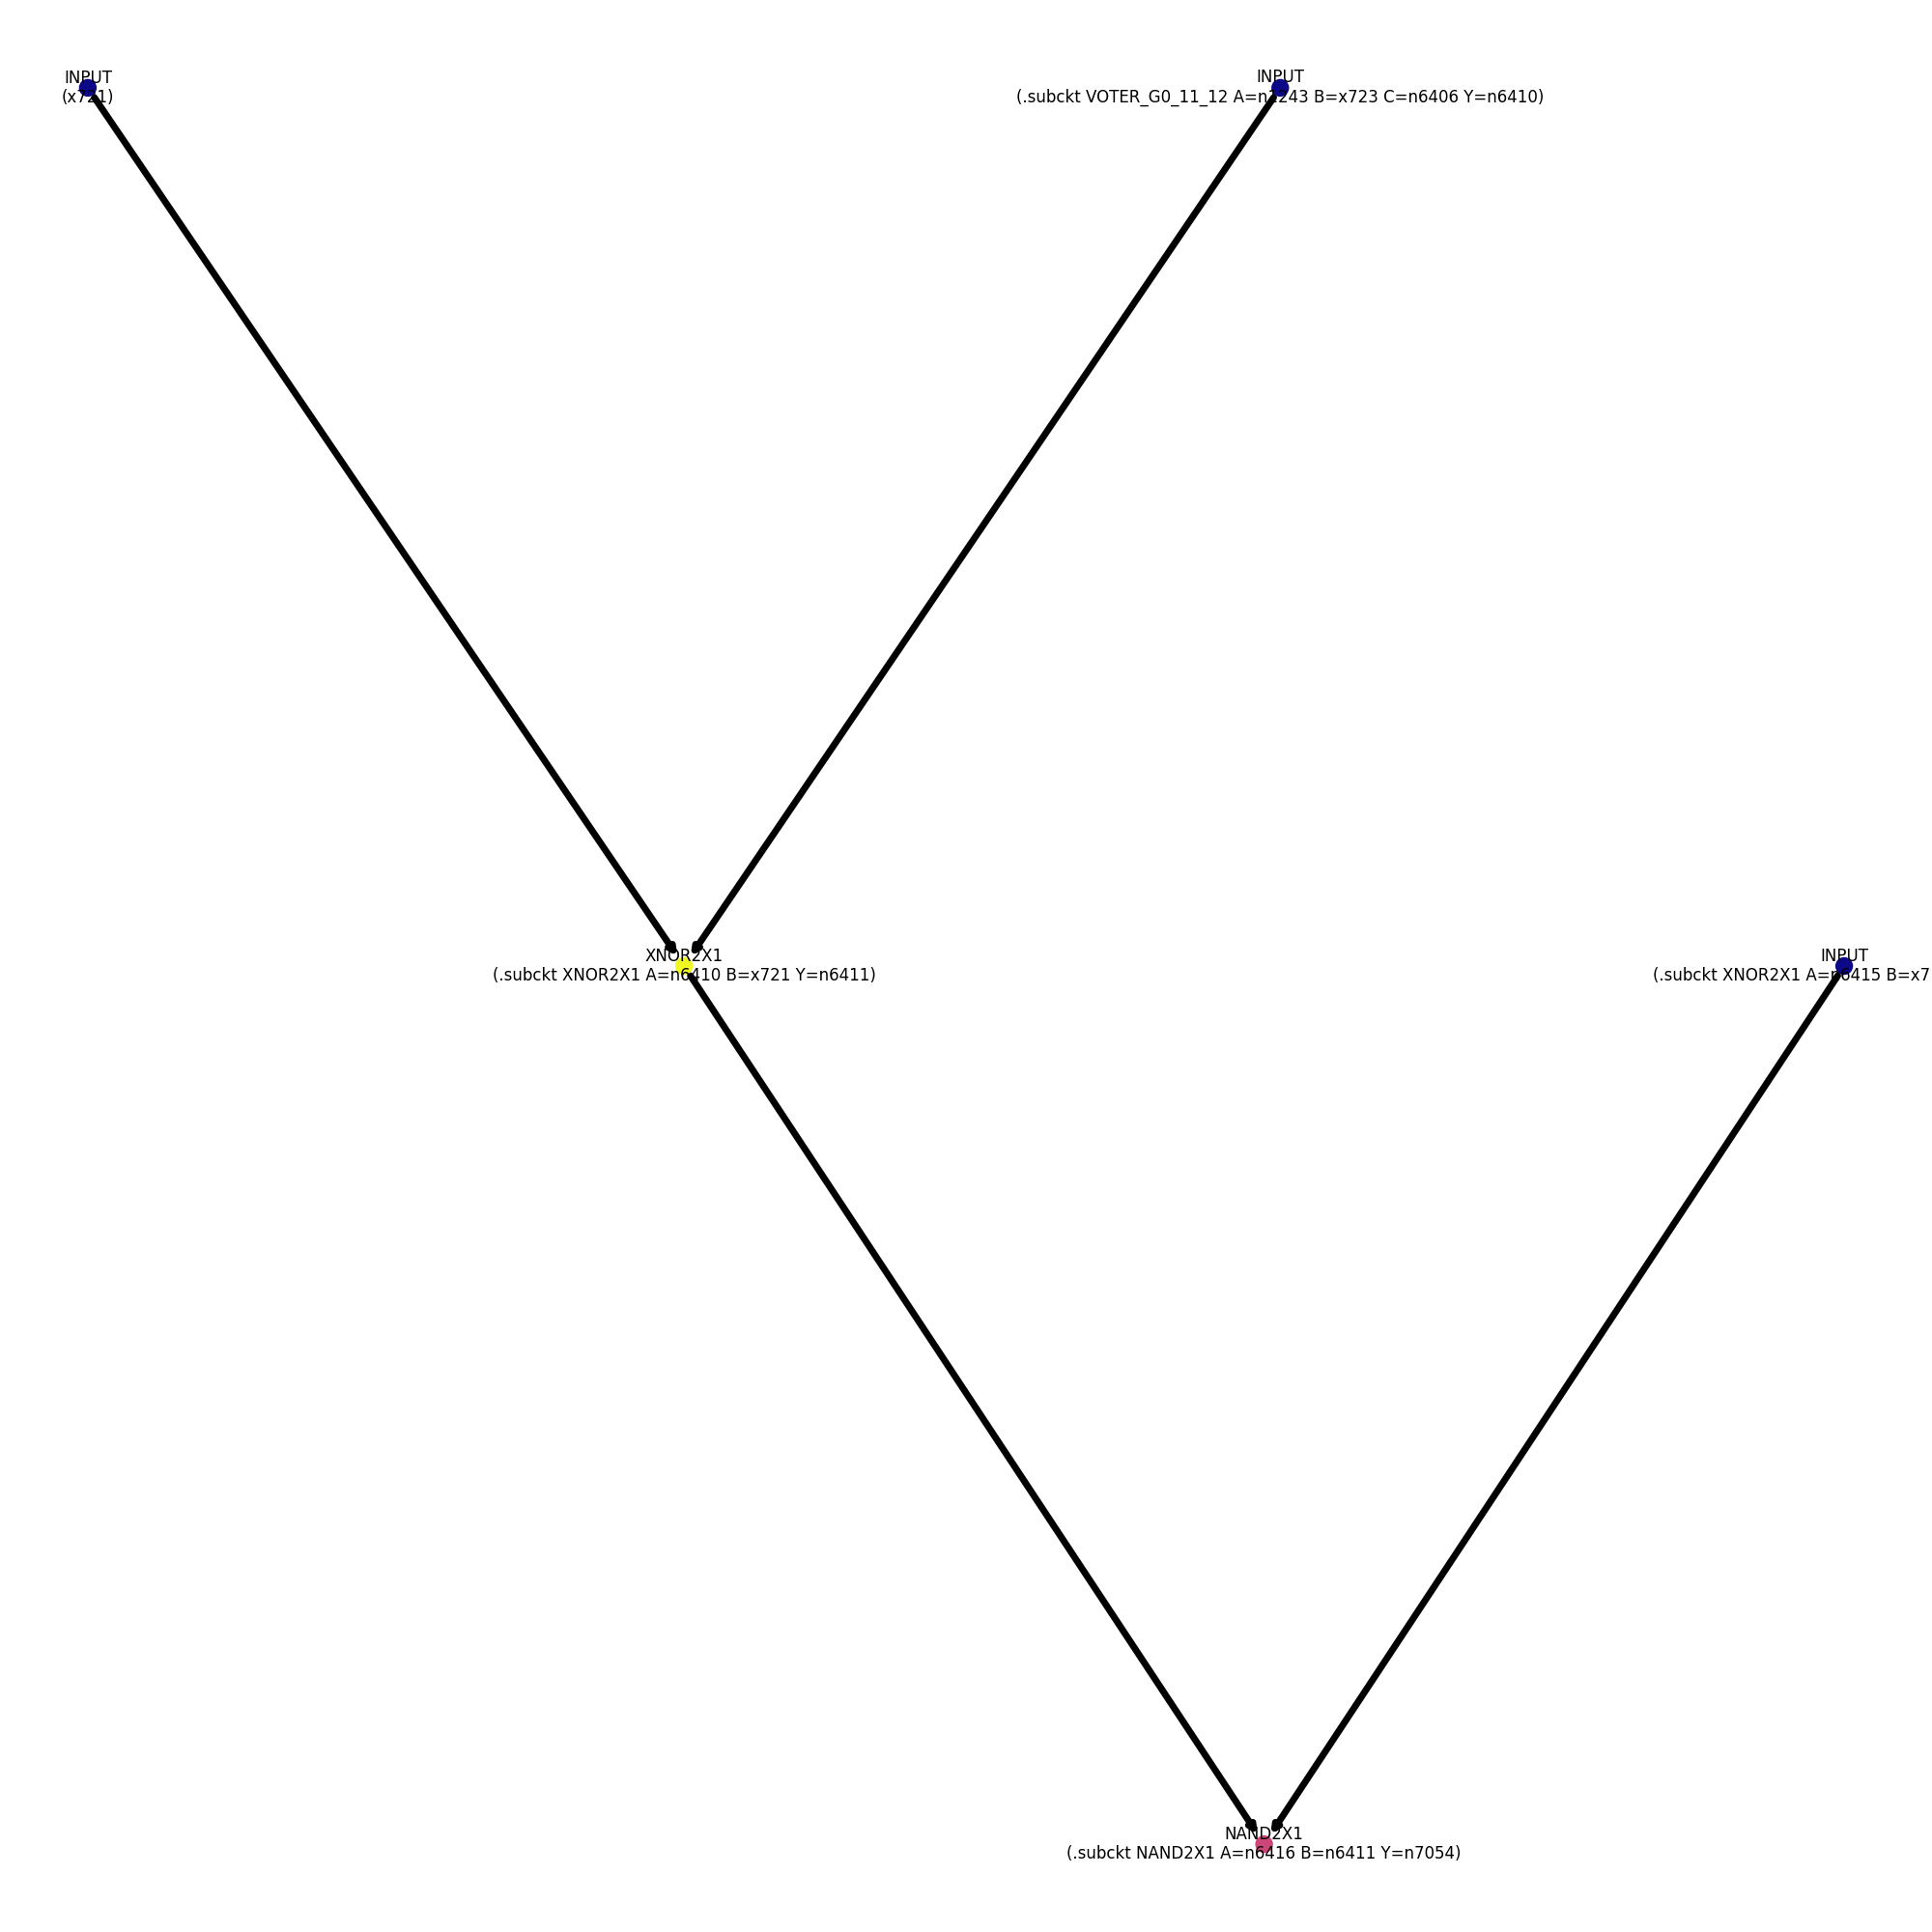 INPUT
(x721)
INPUT
(.subckt VOTER_G0_11_12 A=n1243 B=x723 C=n6406 Y=n6410)
XNOR2X1
(.subckt XNOR2X1 A=n6410 B=x721 Y=n6411)
INPUT
(.subckt XNOR2X1 A=n6415 B=x7
NAND2X1
(.subckt NAND2X1 A=n6416 B=n6411 Y=n7054)